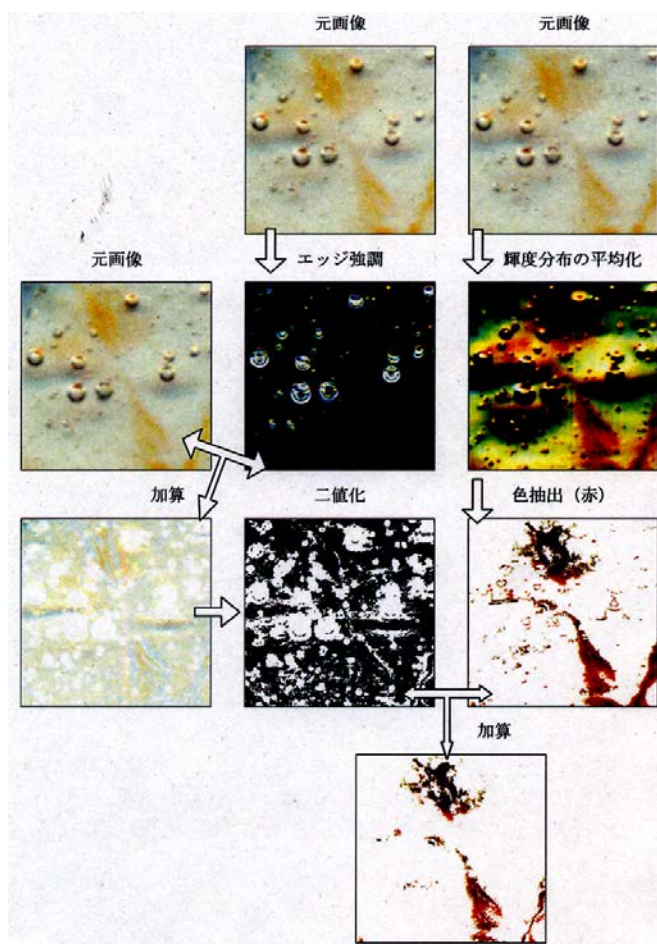 元画像
元画像
元画像
エッジ強調
輝度分布の平均化
加算
二値化
色抽出（赤）
加算